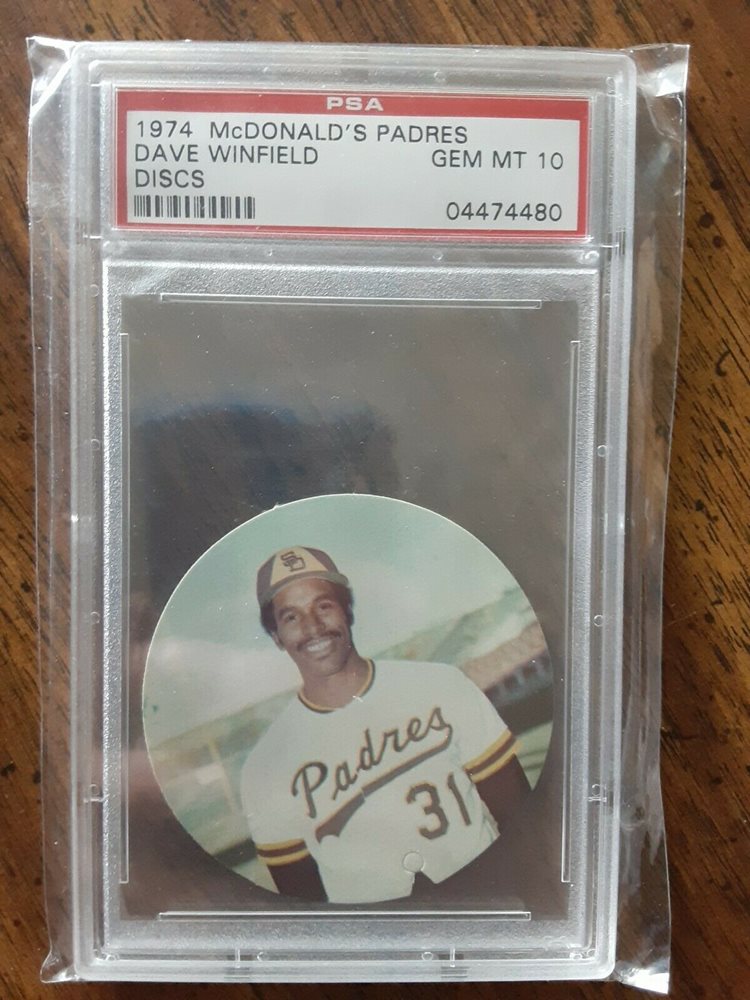 PSA
1974 McDONALD'S PADRES
DAVE WINFIELD GEM MT 10
DISCS
04474480
SD
Padres
31